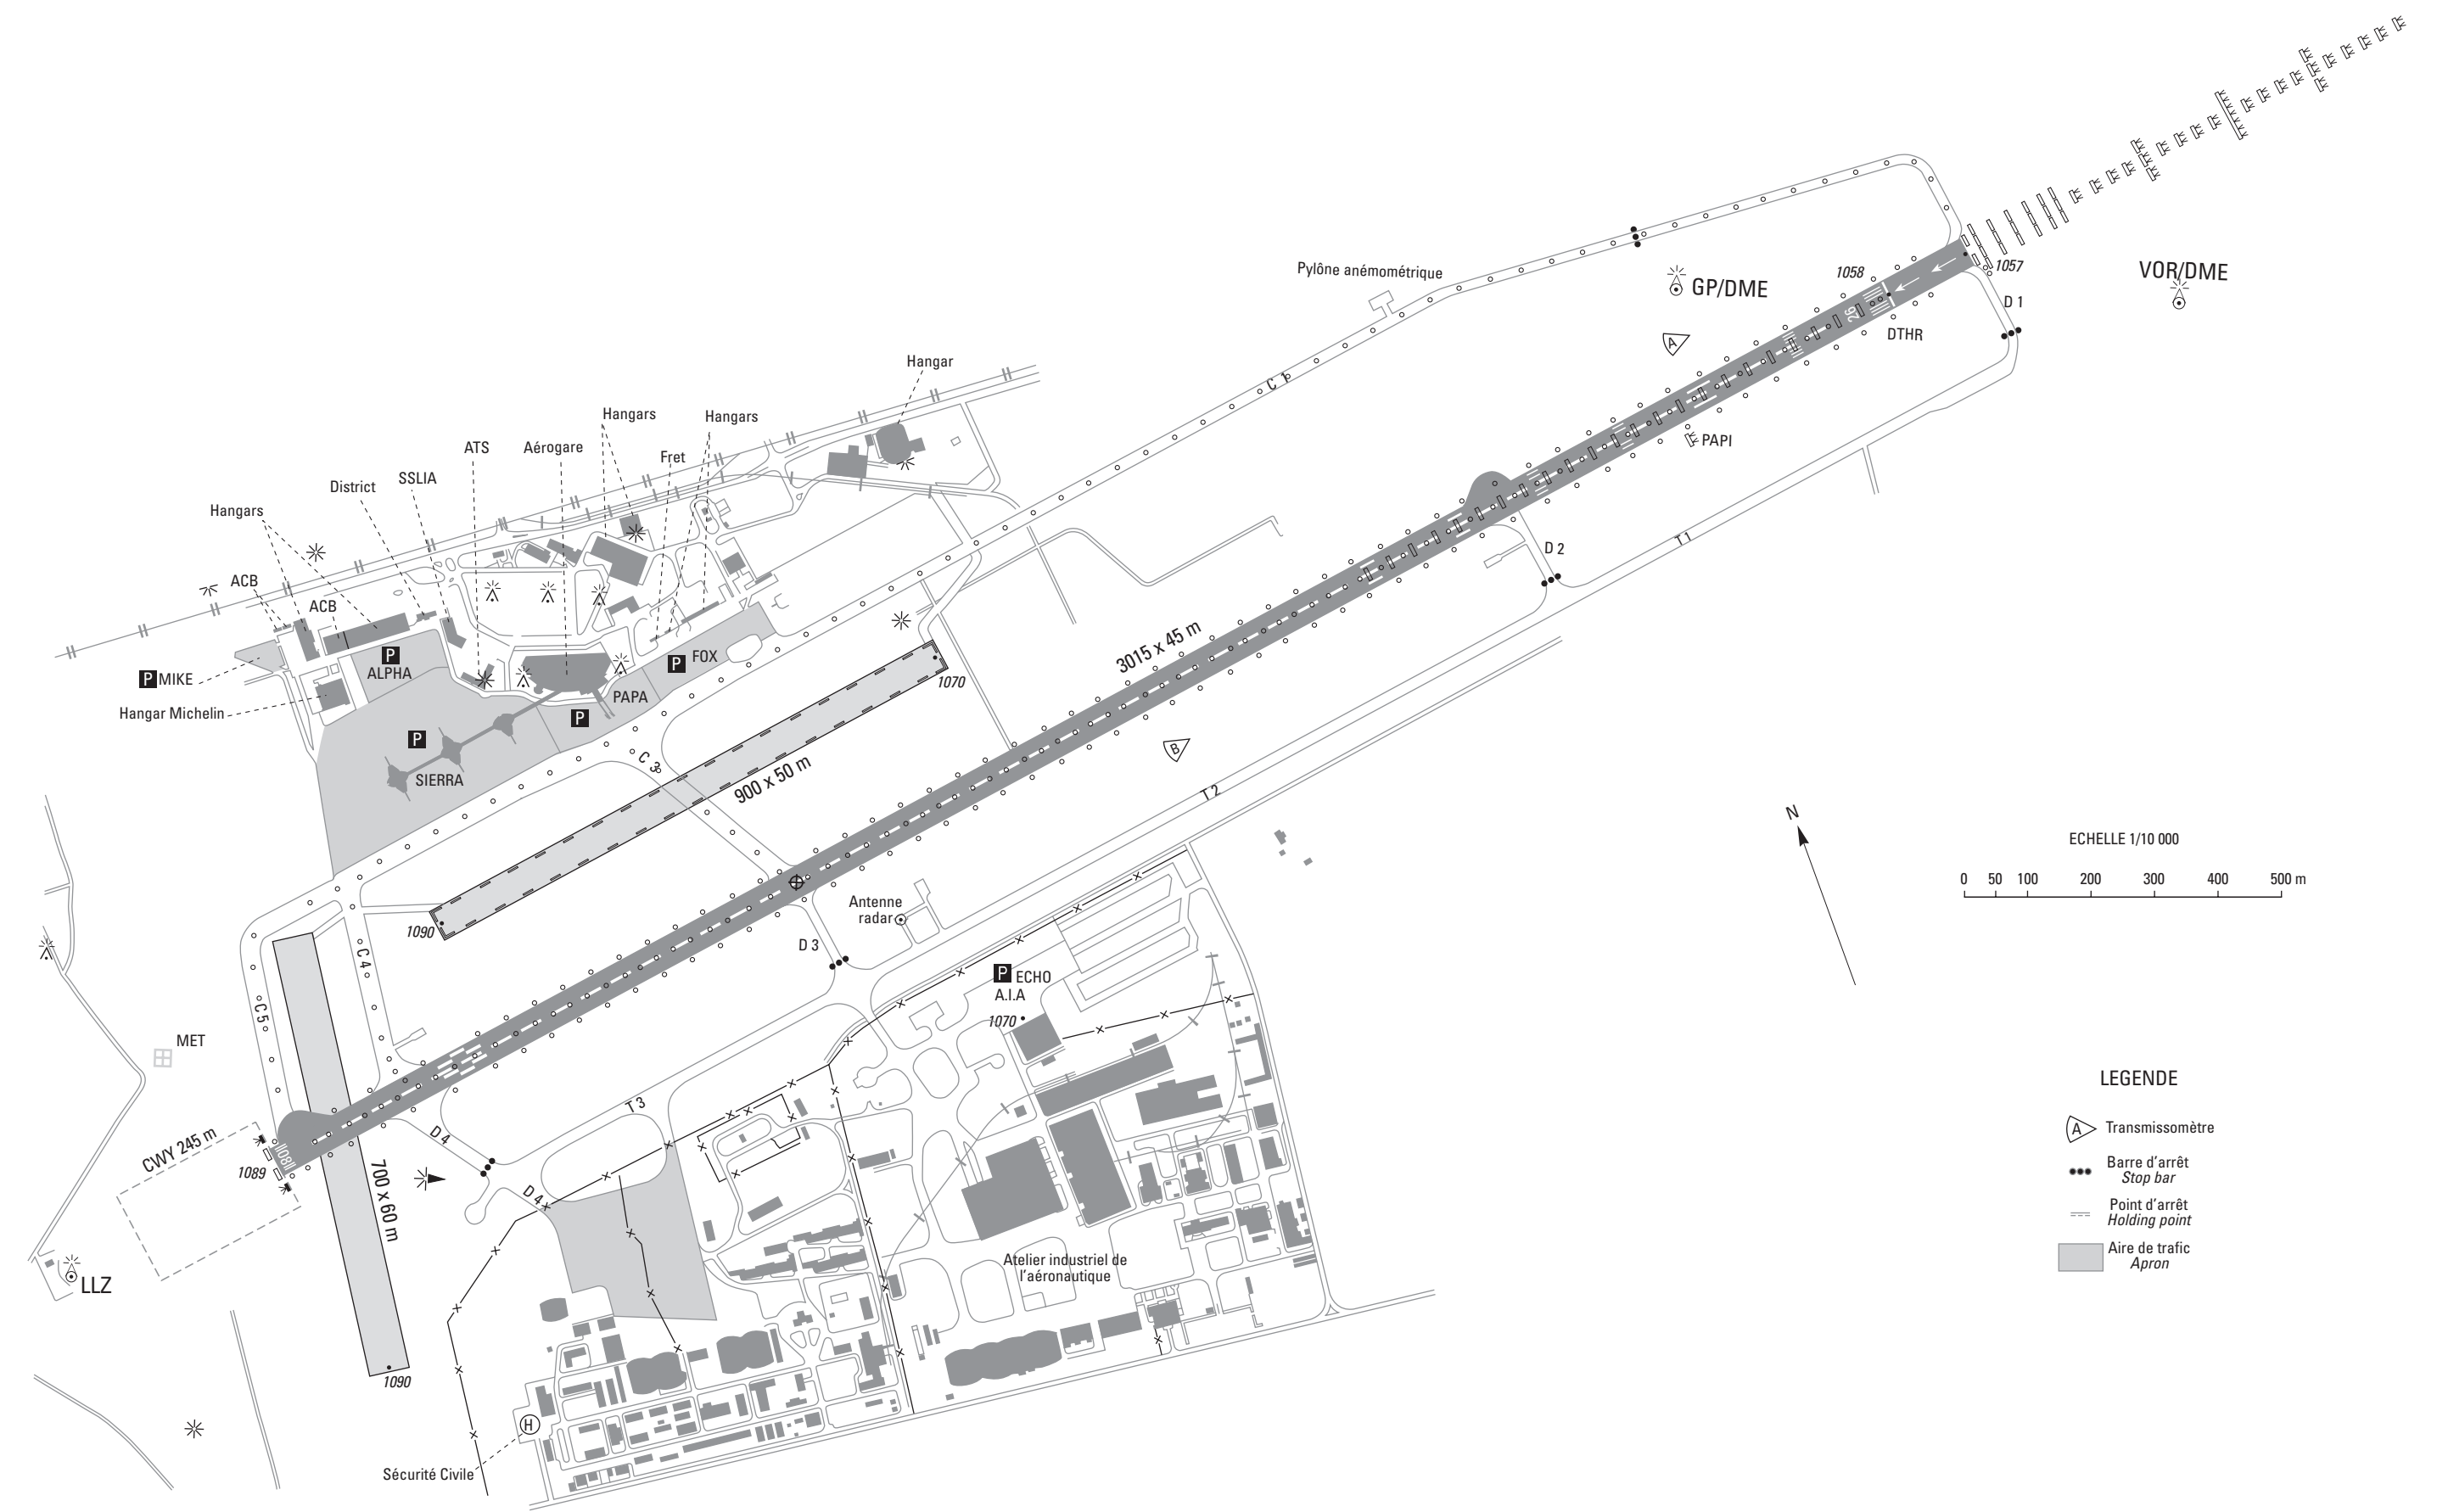 Pylône anémométrique
GP/DME
1058
1057
VOR/DME
D 1
26
DTHR
A
C 1
PAPI
Hangar
Hangars
Hangars
ATS
Aérogare
Fret
SSLIA
District
Hangars
ACB
ACB
P
ALPHA
P MIKE
Hangar Michelin
P
SIERRA
P
PAPA
P
FOX
1070
D 2
T1
3015 x 45 m
B
T 2
C 3
900 x 50 m
1090
Antenne
radar
D 3
C 4
C 5
MET
P ECHO
A.I.A
1070
T 3
D 4
D 4
CWY 245 m
08
1089
700 x 60 m
LLZ
1090
Atelier industriel de
l'aéronautique
H
Sécurité Civile
N
ECHELLE 1/10 000
0 50 100 200 300 400 500 m
LEGENDE
A Transmissomètre
Barre d'arrêt
Stop bar
Point d'arrêt
Holding point
Aire de trafic
Apron